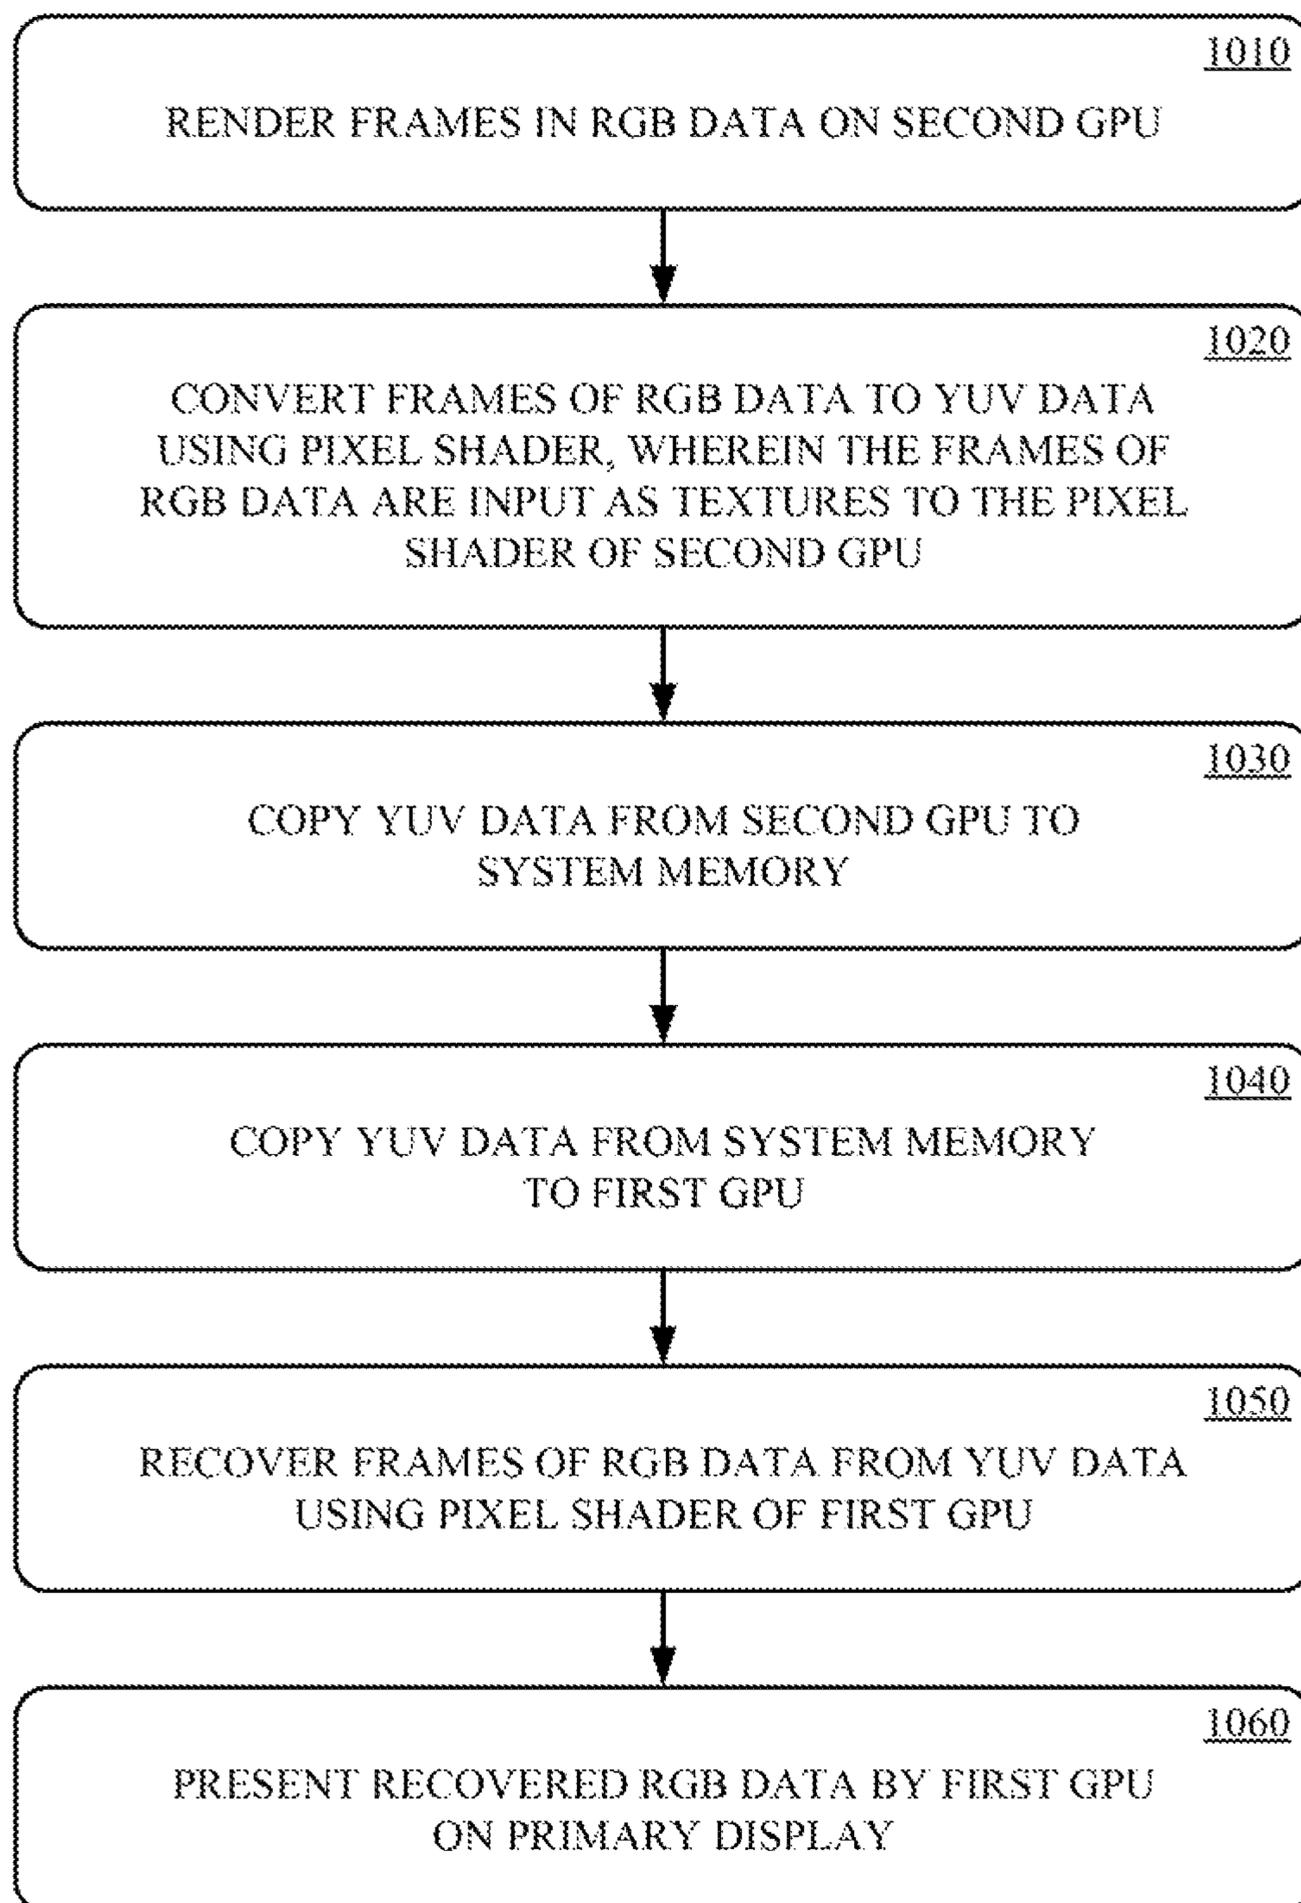 1010
RENDER FRAMES IN RGB DATA ON SECOND GPU
1020
CONVERT FRAMES OF RGB DATA TO YUV DATA
USING PIXEL SHADER, WHEREIN THE FRAMES OF
RGB DATA ARE INPUT AS TEXTURES TO THE PIXEL
SHADER OF SECOND GPU
1030
COPY YUV DATA FROM SECOND GPU TO
SYSTEM MEMORY
1040
COPY YUV DATA FROM SYSTEM MEMORY
TO FIRST GPU
1050
RECOVER FRAMES OF RGB DATA FROM YUV DATA
USING PIXEL SHADER OF FIRST GPU
1060
PRESENT RECOVERED RGB DATA BY FIRST GPU
ON PRIMARY DISPLAY